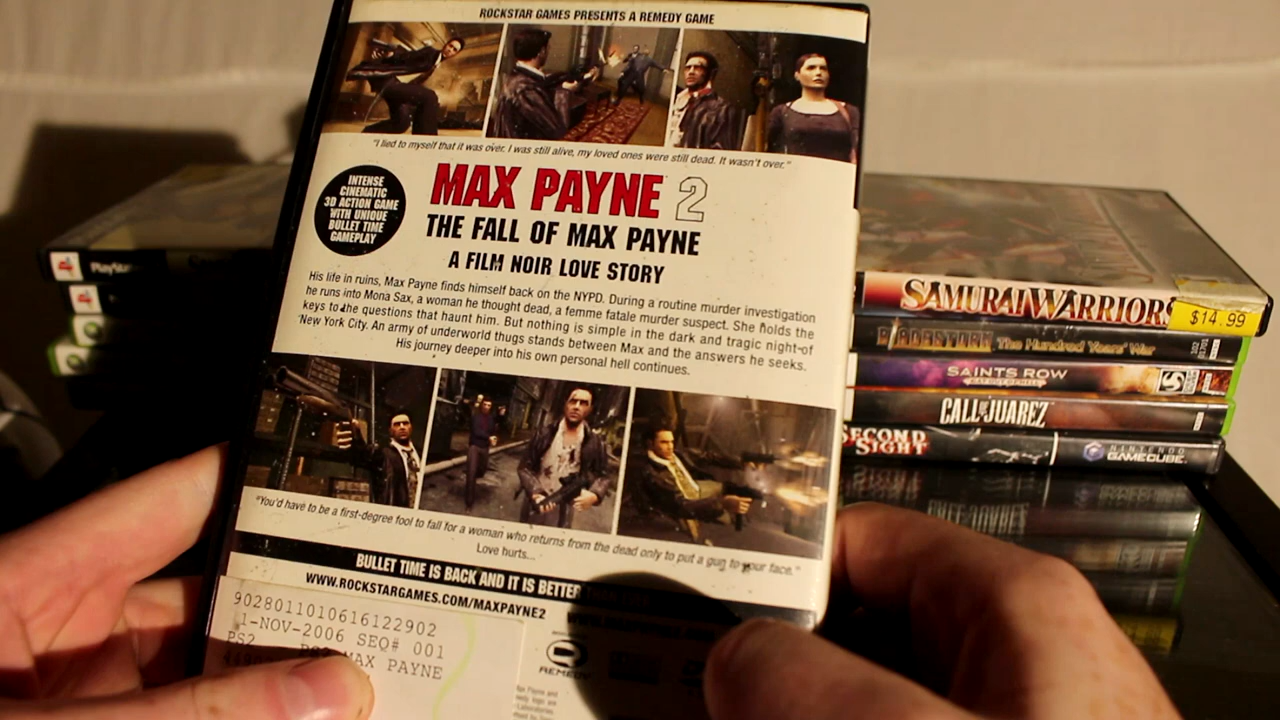 ROCKSTAR GAMES PRESENTS A REMEDY GAME
"I lied to myself that it was over. I was still alive, my loved ones were still dead. It wasn't over."
INTENSE
CINEMATIC
3D ACTION GAME
WITH UNIQUE
BULLET TIME
GAMEPLAY
MAX PAYNE 2
THE FALL OF MAX PAYNE
A FILM NOIR LOVE STORY
His life in ruins, Max Payne finds himself back on the NYPD. During a routine murder investigation
he runs into Mona Sax, a woman he thought dead, a femme fatale murder suspect. She holds the
keys to the questions that haunt him. But nothing is simple in the dark and tragic night of
New York City. An army of underworld thugs stands between Max and the answers he seeks.
His journey deeper into his own personal hell continues.
"You'd have to be a first-degree fool to fall for a woman who returns from the dead only to put a gun to your face."
Love hurts...
BULLET TIME IS BACK AND IT IS BETTER THAN
WWW.ROCKSTARGAMES.COM/MAXPAYNE2
9028011010616122902
1-NOV-2006 SEQ# 001
PS2 MAX PAYNE
REMEDY
SAMURAI WARRIORS
$14.99
BLADESTORM The Hundred Years' War
SAINTS ROW
GAT OUT OF HELL
CALL OF JUAREZ
SECOND
SIGHT
NINTENDO
GAMECUBE